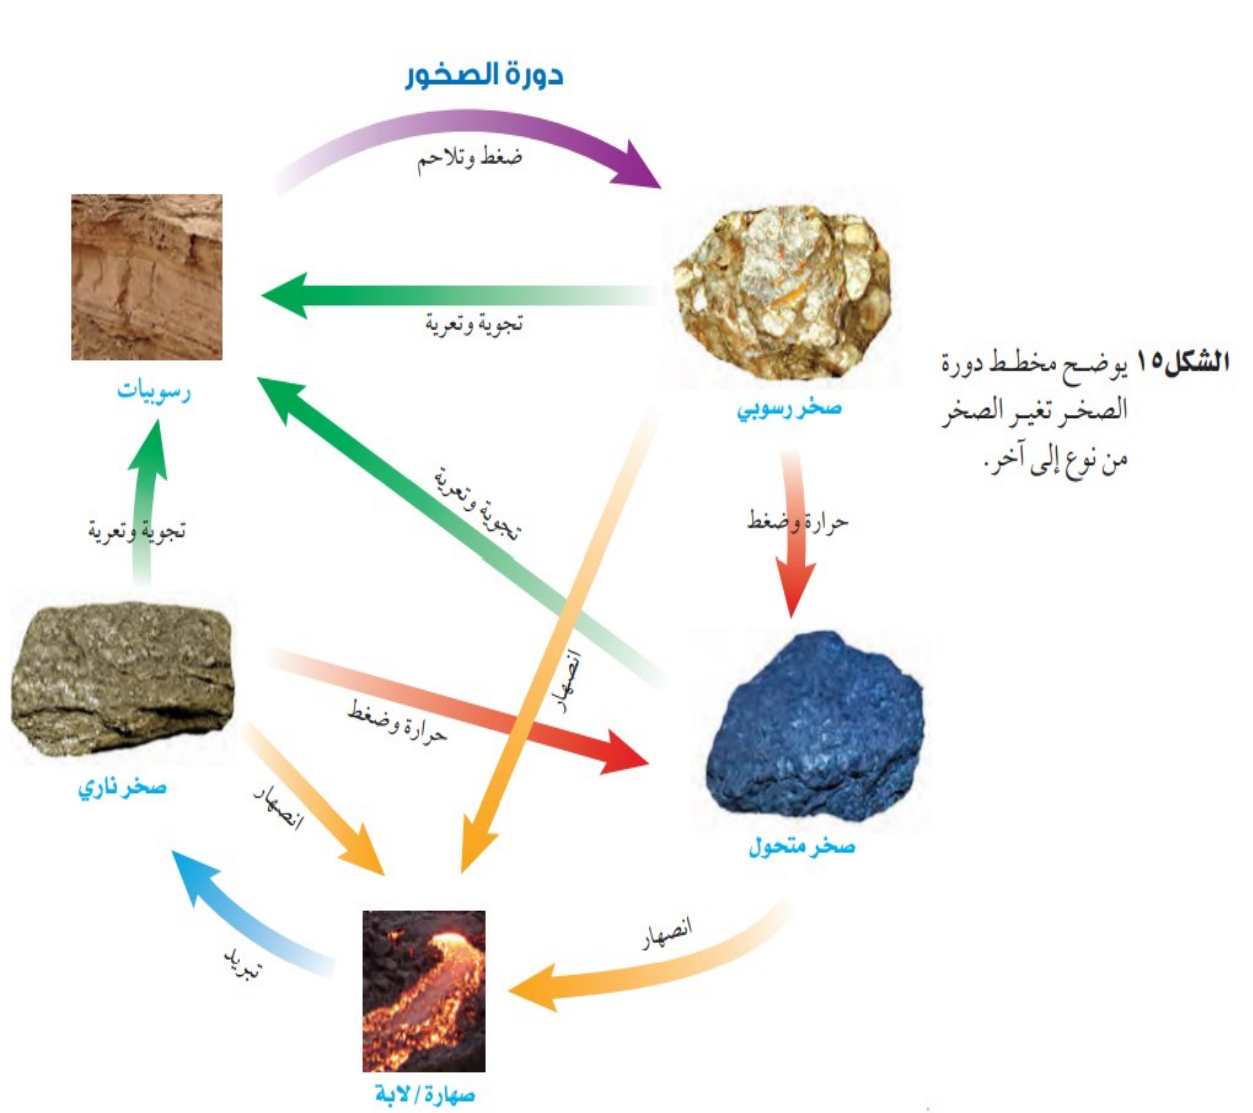 دورة الصخور
ضغط وتلاحم
تجوية وتعرية
رسوبيات
صخر رسوبي
الشكل١٥ يوضح مخطط دورة
الصخر تغير الصخر
من نوع إلى آخر.
تجوية وتعرية
حرارة وضغط
تجوية وتعرية
انصهار
حرارة وضغط
صخر ناري
انصهار
صخر متحول
انصهار
تبريد
صهارة / لابة